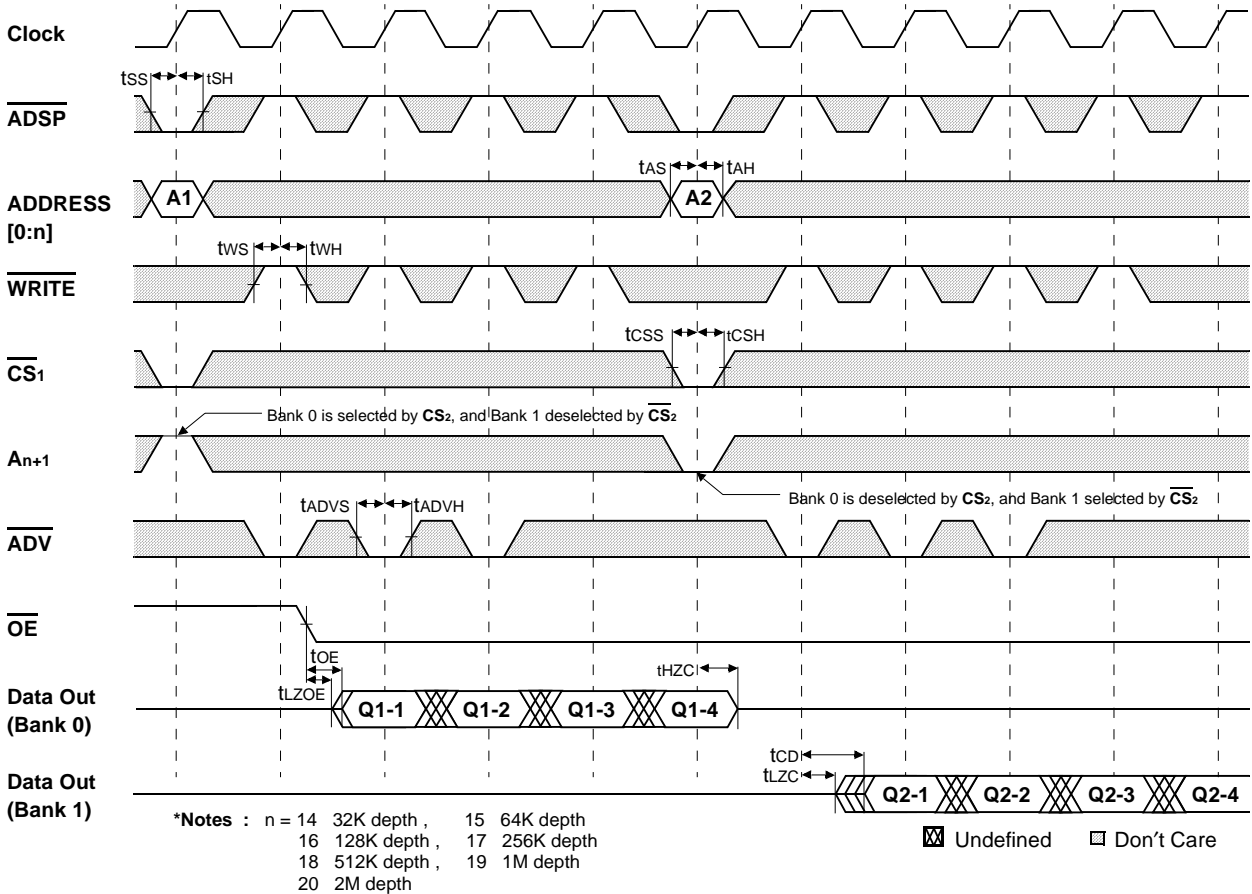 Clock
tSS tSH
ADSP
tAS tAH
ADDRESS
[0:n]
A1 A2
tWS tWH
WRITE
tCSS tCSH
CS1
Bank 0 is selected by CS2, and Bank 1 deselected by CS2
An+1
Bank 0 is deselected by CS2, and Bank 1 selected by CS2
tADVS tADVH
ADV
OE
tOE
tHZC
tLZOE
Data Out
(Bank 0)
Q1-1 Q1-2 Q1-3 Q1-4
tCD
tLZC
Data Out
(Bank 1)
Q2-1 Q2-2 Q2-3 Q2-4
*Notes : n = 14 32K depth , 15 64K depth
16 128K depth , 17 256K depth
18 512K depth , 19 1M depth
20 2M depth
Undefined Don't Care